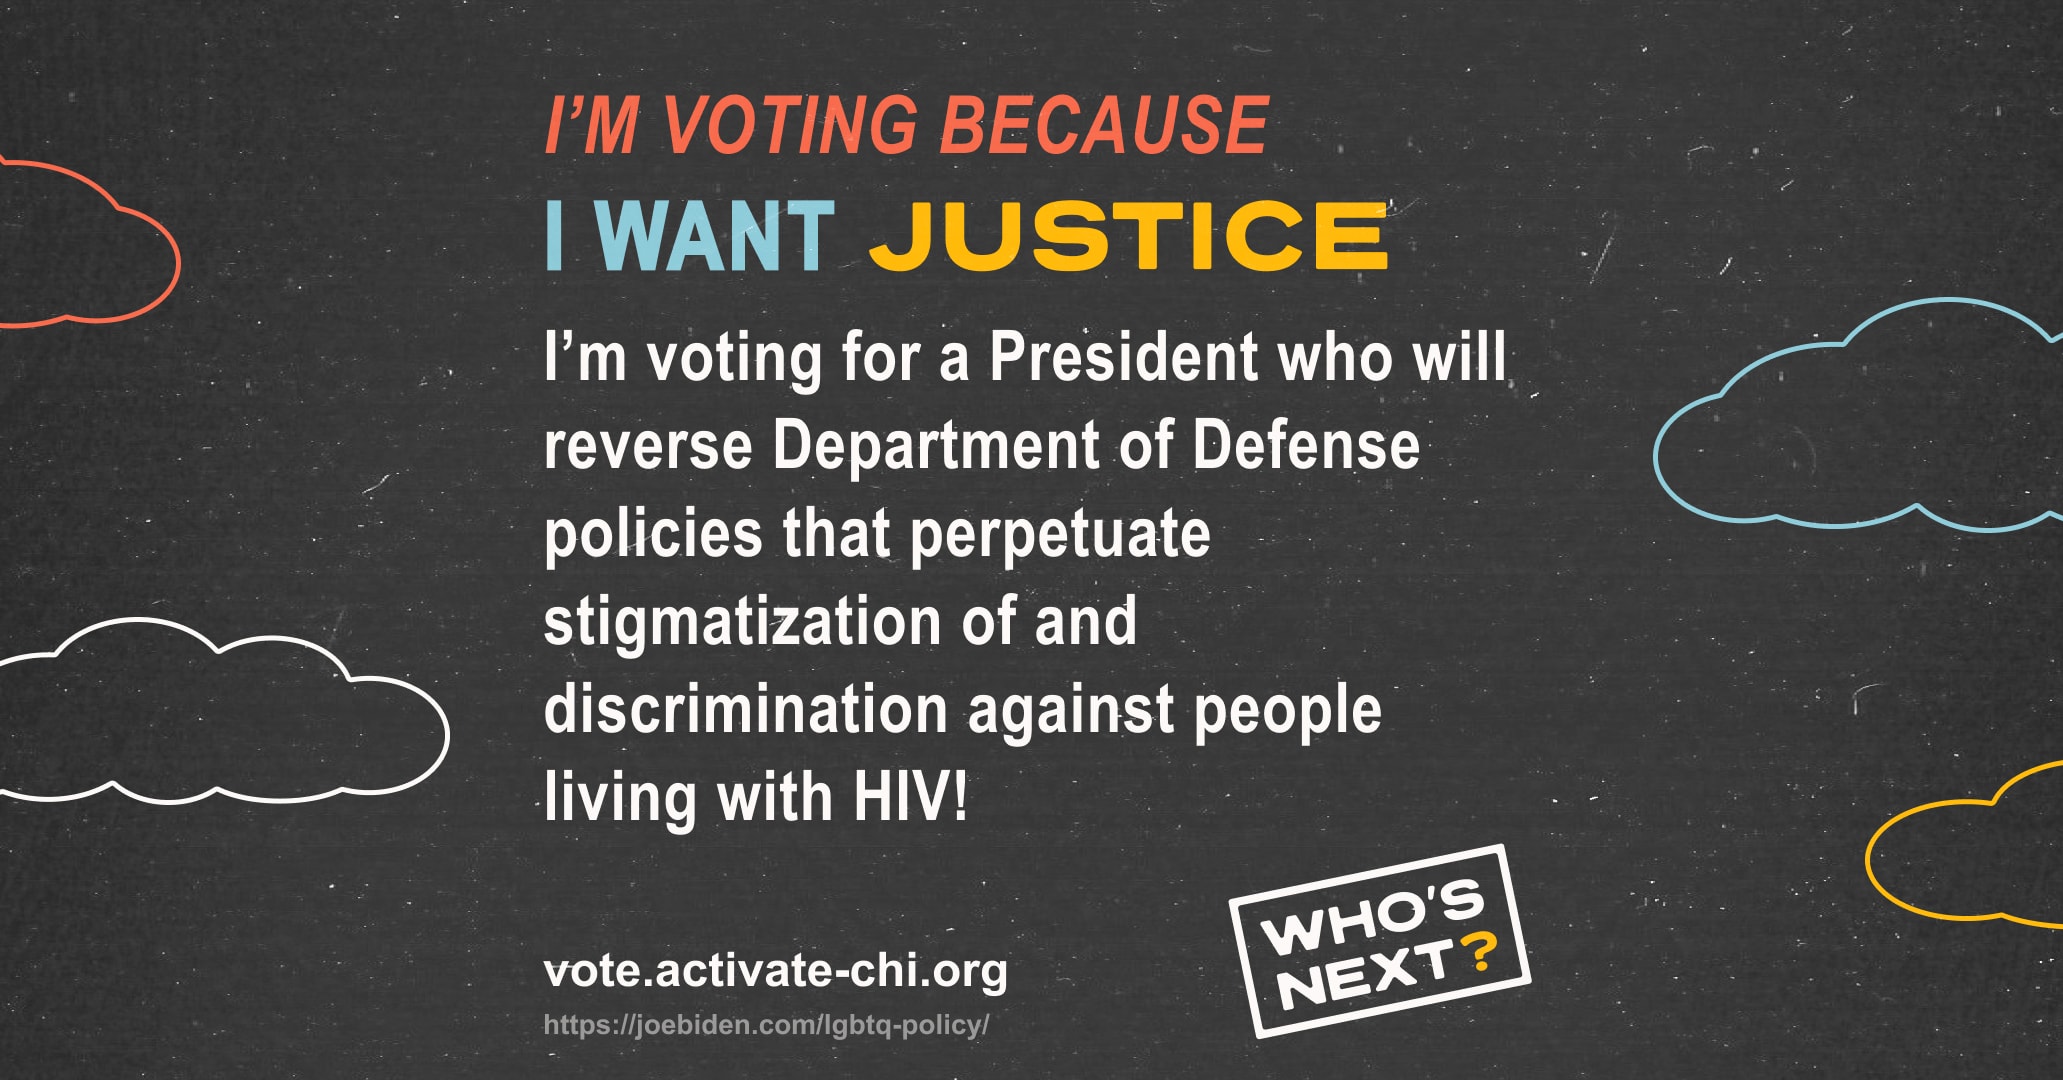 I’M VOTING BECAUSE
I WANT JUSTICE
I’m voting for a President who will
reverse Department of Defense
policies that perpetuate
stigmatization of and
discrimination against people
living with HIV!
WHO’S
NEXT?
vote.activate-chi.org
https://joebiden.com/lgbtq-policy/